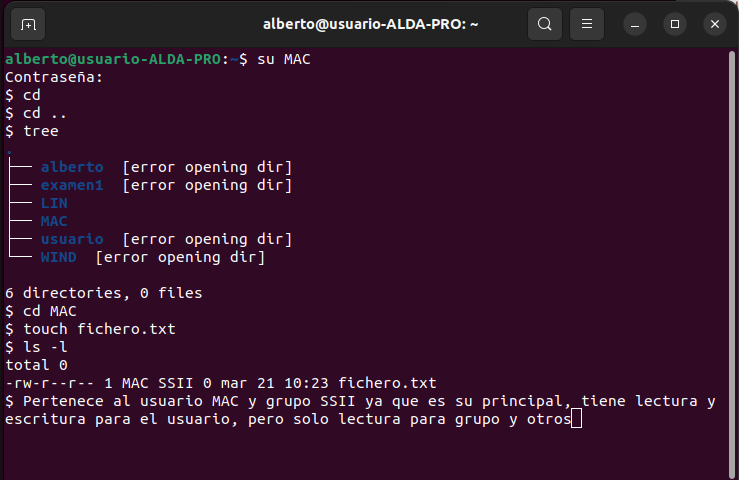 alberto@usuario-ALDA-PRO: ~
alberto@usuario-ALDA-PRO:~$ su MAC
Contraseña:
$ cd
$ cd ..
$ tree
.
├── alberto  [error opening dir]
├── examen1  [error opening dir]
├── LIN
├── MAC
├── usuario  [error opening dir]
└── WIND  [error opening dir]
6 directories, 0 files
$ cd MAC
$ touch fichero.txt
$ ls -l
total 0
-rw-r--r-- 1 MAC SSII 0 mar 21 10:23 fichero.txt
$ Pertenece al usuario MAC y grupo SSII ya que es su principal, tiene lectura y
escritura para el usuario, pero solo lectura para grupo y otros